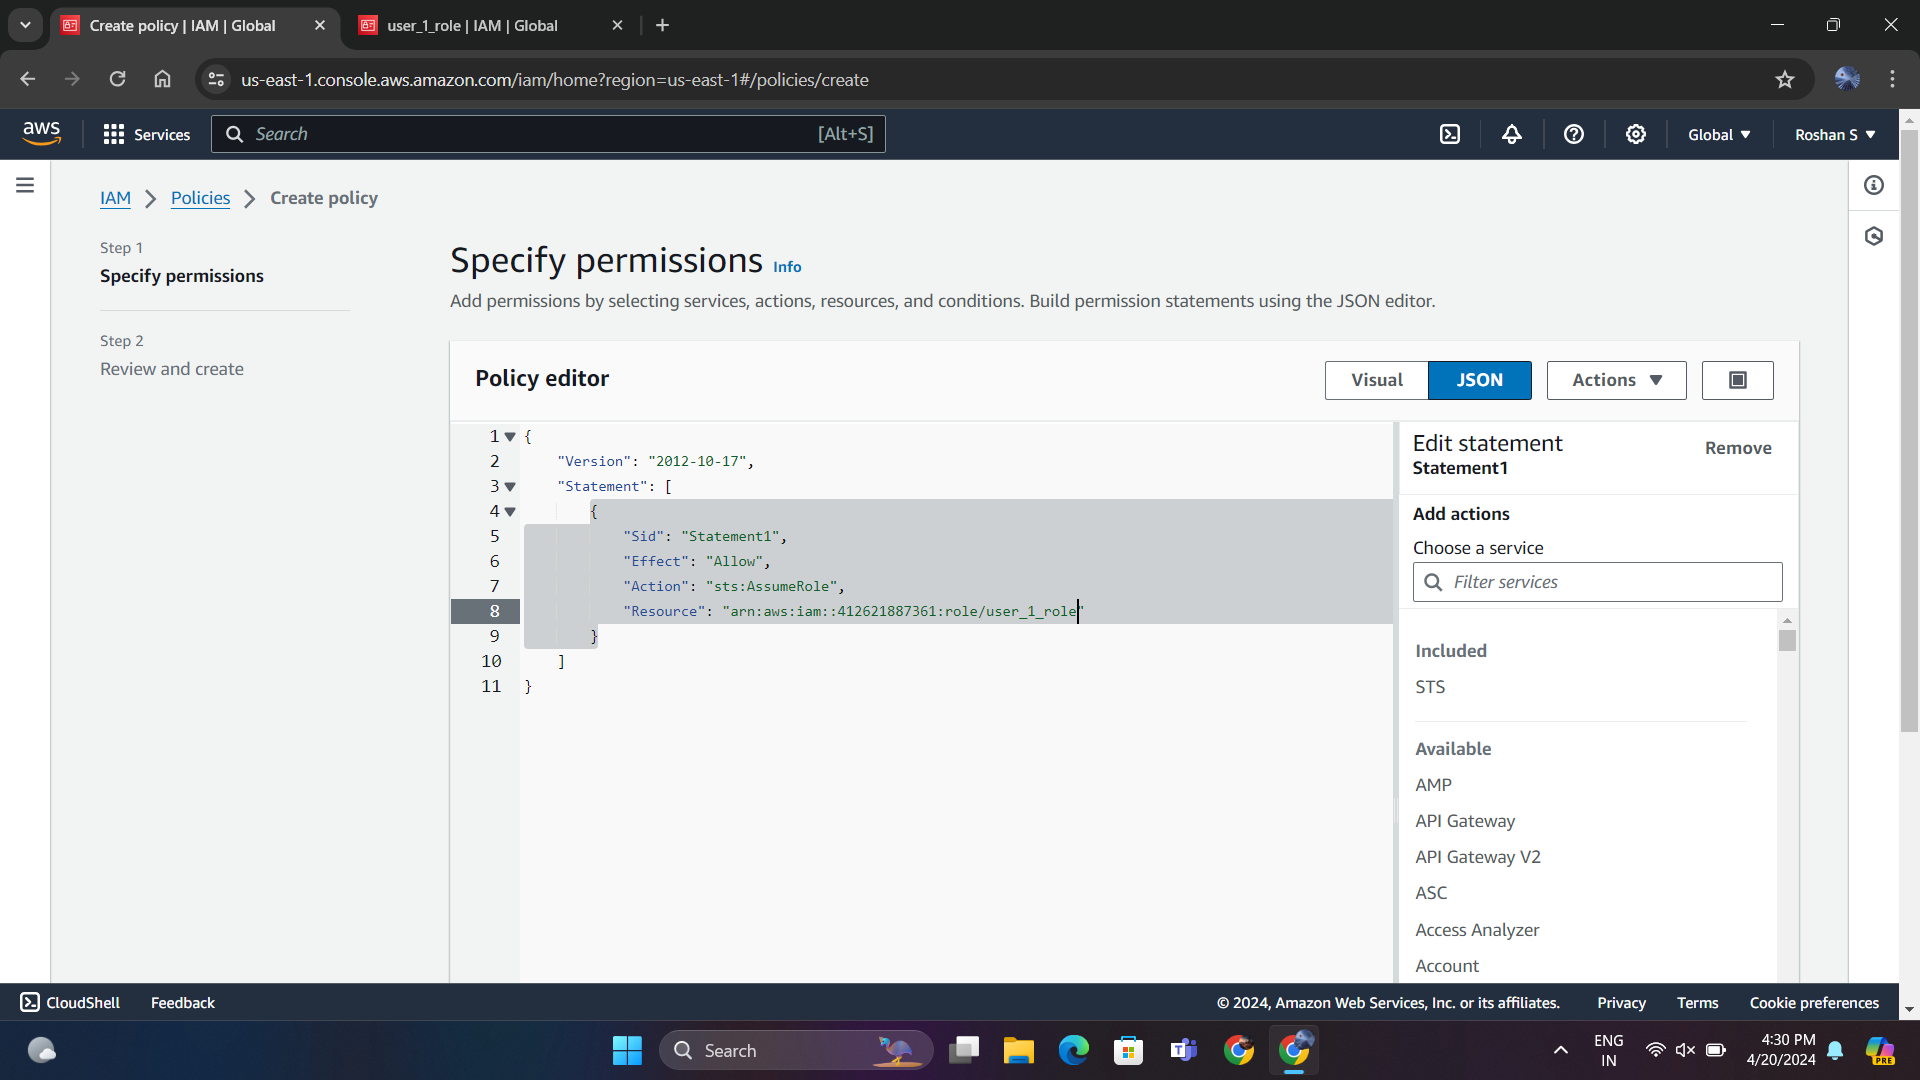 Create policy | IAM | Global
user_1_role | IAM | Global
us-east-1.console.aws.amazon.com/iam/home?region=us-east-1#/policies/create
aws
Services
Search
[Alt+S]
Global
Roshan S
IAM
Policies
Create policy
Step 1
Specify permissions
Step 2
Review and create
Specify permissions Info
Add permissions by selecting services, actions, resources, and conditions. Build permission statements using the JSON editor.
Policy editor
Visual
JSON
Actions
1 {
2 "Version": "2012-10-17",
3 "Statement": [
4 {
5 "Sid": "Statement1",
6 "Effect": "Allow",
7 "Action": "sts:AssumeRole",
8 "Resource": "arn:aws:iam::412621887361:role/user_1_role"
9 }
10 ]
11 }
Edit statement
Remove
Statement1
Add actions
Choose a service
Filter services
Included
STS
Available
AMP
API Gateway
API Gateway V2
ASC
Access Analyzer
Account
CloudShell
Feedback
© 2024, Amazon Web Services, Inc. or its affiliates.
Privacy
Terms
Cookie preferences
Search
ENG
IN
4:30 PM
4/20/2024
PRE